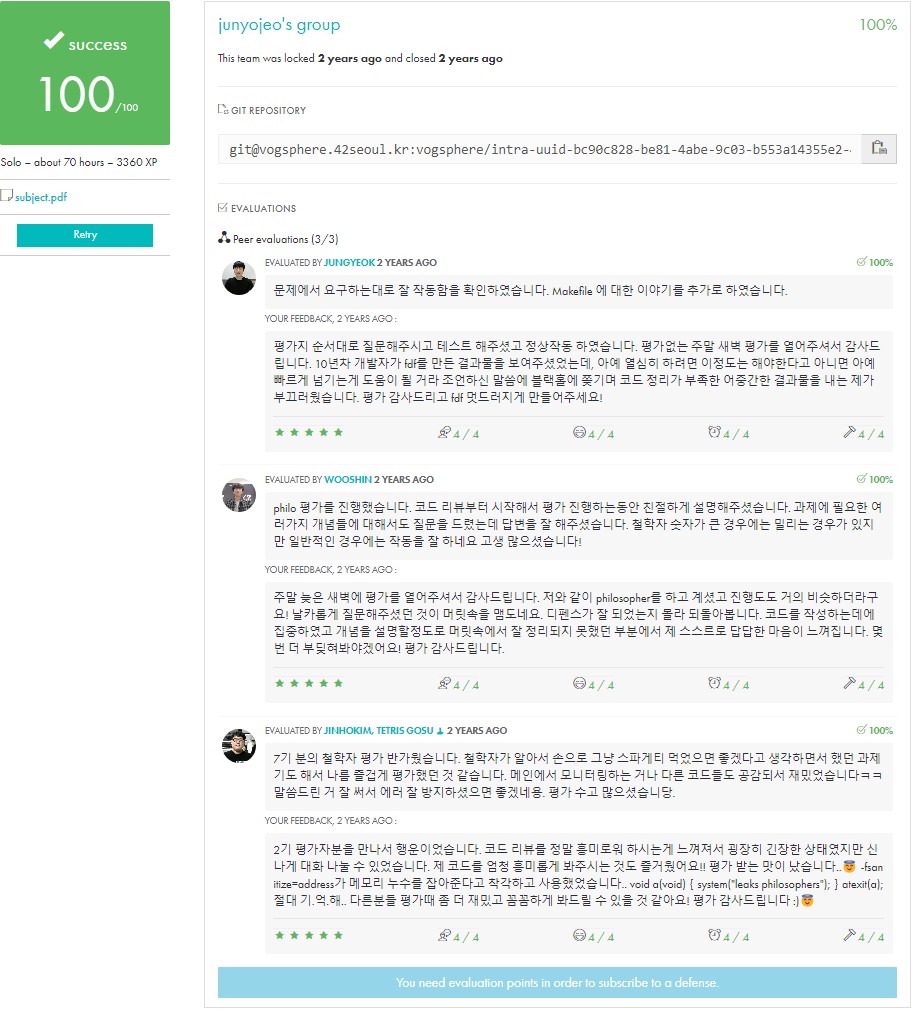 success
100/100
Solo – about 70 hours – 3360 XP
subject.pdf
Retry
junyojeo's group
100%
This team was locked 2 years ago and closed 2 years ago
GIT REPOSITORY
git@vogsphere.42seoul.kr:vogsphere/intra-uuid-bc90c828-be81-4abe-9c03-b553a14355e2-
EVALUATIONS
Peer evaluations (3/3)
EVALUATED BY JUNGYEOK 2 YEARS AGO
100%
문제에서 요구하는대로 잘 작동함을 확인하였습니다. Makefile 에 대한 이야기를 추가로 하였습니다.
YOUR FEEDBACK, 2 YEARS AGO :
평가지 순서대로 질문해주시고 테스트 해주셨고 정상작동 하였습니다. 평가없는 주말 새벽 평가를 열어주셔서 감사드
립니다. 10년차 개발자가 fdf를 만든 결과물을 보여주셨었는데, 아예 열심히 하려면 이정도는 해야한다고 아니면 아예
빠르게 넘기는게 도움이 될 거라 조언하신 말씀에 블랙홀에 쫒기며 코드 정리가 부족한 어중간한 결과물을 내는 제가
부끄러웠습니다. 평가 감사드리고 fdf 멋드러지게 만들어주세요!
★ ★ ★ ★ ★ 4 / 4 4 / 4 4 / 4 4 / 4
EVALUATED BY WOOSHIN 2 YEARS AGO
100%
philo 평가를 진행했습니다. 코드 리뷰부터 시작해서 평가 진행하는동안 친절하게 설명해주셨습니다. 과제에 필요한 여
러가지 개념들에 대해서도 질문을 드렸는데 답변을 잘 해주셨습니다. 철학자 숫자가 큰 경우에는 밀리는 경우가 있지
만 일반적인 경우에는 작동을 잘 하네요 고생 많으셨습니다!
YOUR FEEDBACK, 2 YEARS AGO :
주말 늦은 새벽에 평가를 열어주셔서 감사드립니다. 저와 같이 philosopher를 하고 계셨고 진행도도 거의 비슷하더라구
요! 날카롭게 질문해주셨던 것이 머릿속을 맴도네요. 디펜스가 잘 되었는지 몰라 되돌아봅니다. 코드를 작성하는데에
집중하였고 개념을 설명할정도로 머릿속에서 잘 정리되지 못했던 부분에서 제 스스르로 답답한 마음이 느껴집니다. 몇
번 더 부딪혀봐야겠어요! 평가 감사드립니다.
★ ★ ★ ★ ★ 4 / 4 4 / 4 4 / 4 4 / 4
EVALUATED BY JINHOKIM, TETRIS GOSU 2 YEARS AGO
100%
7기 분의 철학자 평가 반가웠습니다. 철학자가 알아서 손으로 그냥 스파게티 먹었으면 좋겠다고 생각하면서 했던 과제
기도 해서 나름 즐겁게 평가했던 것 같습니다. 메인에서 모니터링하는 거나 다른 코드들도 공감되서 재밌었습니다ㅋㅋ
말씀드린 거 잘 써서 에러 잘 방지하셨으면 좋겠네용. 평가 수고 많으셨습니당.
YOUR FEEDBACK, 2 YEARS AGO :
2기 평가자분을 만나서 행운이었습니다. 코드 리뷰를 정말 흥미로워 하시는게 느껴져서 굉장히 긴장한 상태였지만 신
나게 대화 나눌 수 있었습니다. 제 코드를 엄청 흥미롭게 봐주시는 것도 즐거웠어요!! 평가 받는 맛이 났습니다..😇 -fsan
itize=address가 메모리 누수를 잡아준다고 착각하고 사용했었습니다.. void a(void) { system("leaks philosophers"); } atexit(a);
절대 기.억.해.. 다른분들 평가때 좀 더 재밌고 꼼꼼하게 봐드릴 수 있을 것 같아요! 평가 감사드립니다 :)😇
★ ★ ★ ★ ★ 4 / 4 4 / 4 4 / 4 4 / 4
You need evaluation points in order to subscribe to a defense.